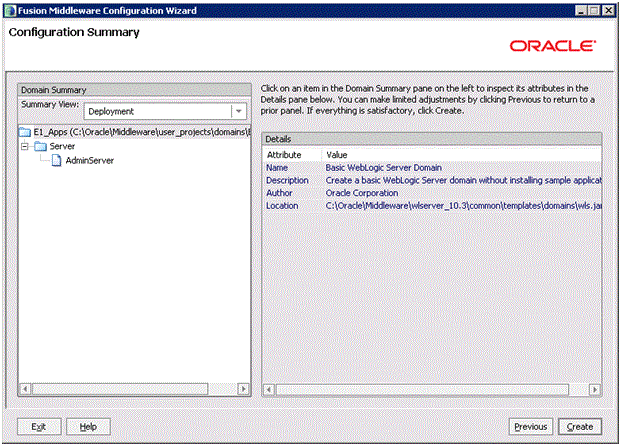 Fusion Middleware Configuration Wizard
Configuration Summary
ORACLE
Domain Summary
Summary View: Deployment
E1_Apps (C:\Oracle\Middleware\user_projects\domains\
Server
AdminServer
Click on an item in the Domain Summary pane on the left to inspect its attributes in the
Details pane below. You can make limited adjustments by clicking Previous to return to a
prior panel. If everything is satisfactory, click Create.
Details
Attribute Value
Name Basic WebLogic Server Domain
Description Create a basic WebLogic Server domain without installing sample applicat
Author Oracle Corporation
Location C:\Oracle\Middleware\wlserver_10.3\common\templates\domains\wls.jar
Exit Help Previous Create